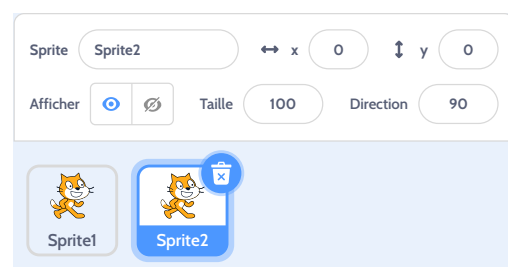 Sprite Sprite2 x 0 y 0
Afficher Taille 100 Direction 90
Sprite1 Sprite2